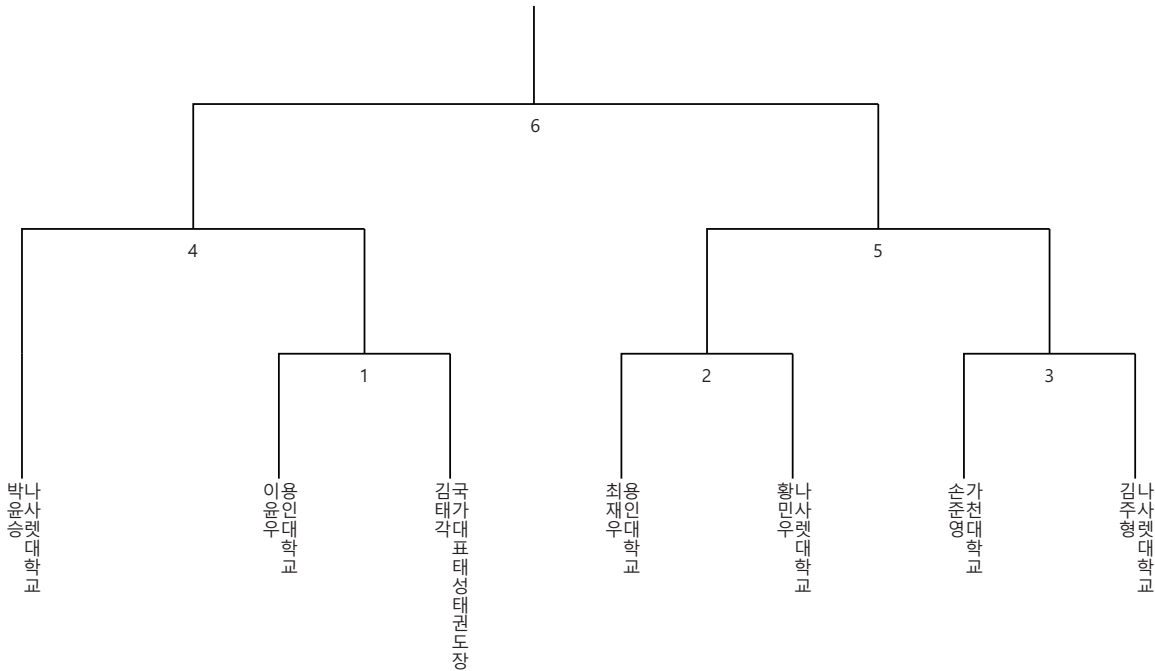 6
4
5
1
2
3
박윤승
나사렛대학교
이윤우
용인대학교
김태각
국가대표태성태권도장
최재우
용인대학교
황민우
나사렛대학교
손준영
가천대학교
김주형
나사렛대학교